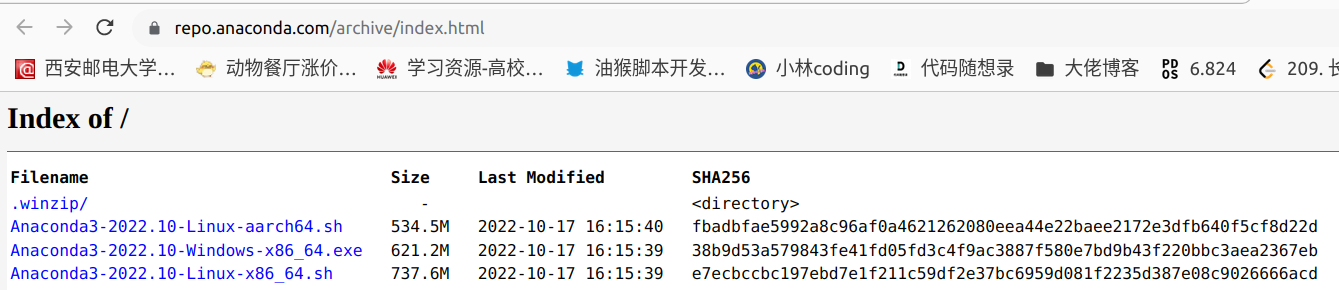 repo.anaconda.com/archive/index.html
西安邮电大学... 动物餐厅涨价... HUAWEI 学习资源-高校... 油猴脚本开发... 小林coding 代码随想录 大佬博客 PD OS 6.824 209. 长
Index of /
Filename Size Last Modified SHA256
.winzip/ - <directory>
Anaconda3-2022.10-Linux-aarch64.sh 534.5M 2022-10-17 16:15:40 fbadbfae5992a8c96af0a4621262080eea44e22baee2172e3dfb640f5cf8d22d
Anaconda3-2022.10-Windows-x86_64.exe 621.2M 2022-10-17 16:15:39 38b9d53a579843fe41fd05fd3c4f9ac3887f580e7bd9b43f220bbc3aea2367eb
Anaconda3-2022.10-Linux-x86_64.sh 737.6M 2022-10-17 16:15:39 e7ecbccbc197ebd7e1f211c59df2e37bc6959d081f2235d387e08c9026666acd